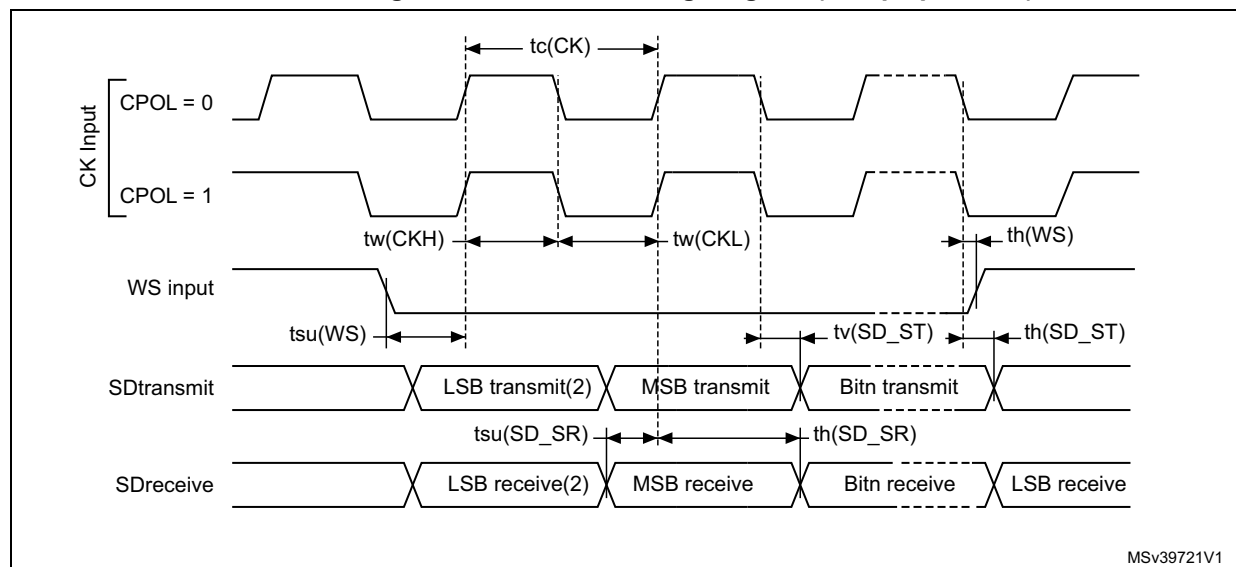 tc(CK)
CK Input
CPOL = 0
CPOL = 1
tw(CKH)
tw(CKL)
th(WS)
WS input
tsu(WS)
tv(SD_ST)
th(SD_ST)
SDtransmit
LSB transmit(2)
MSB transmit
Bitn transmit
tsu(SD_SR)
th(SD_SR)
SDreceive
LSB receive(2)
MSB receive
Bitn receive
LSB receive
MSv39721V1